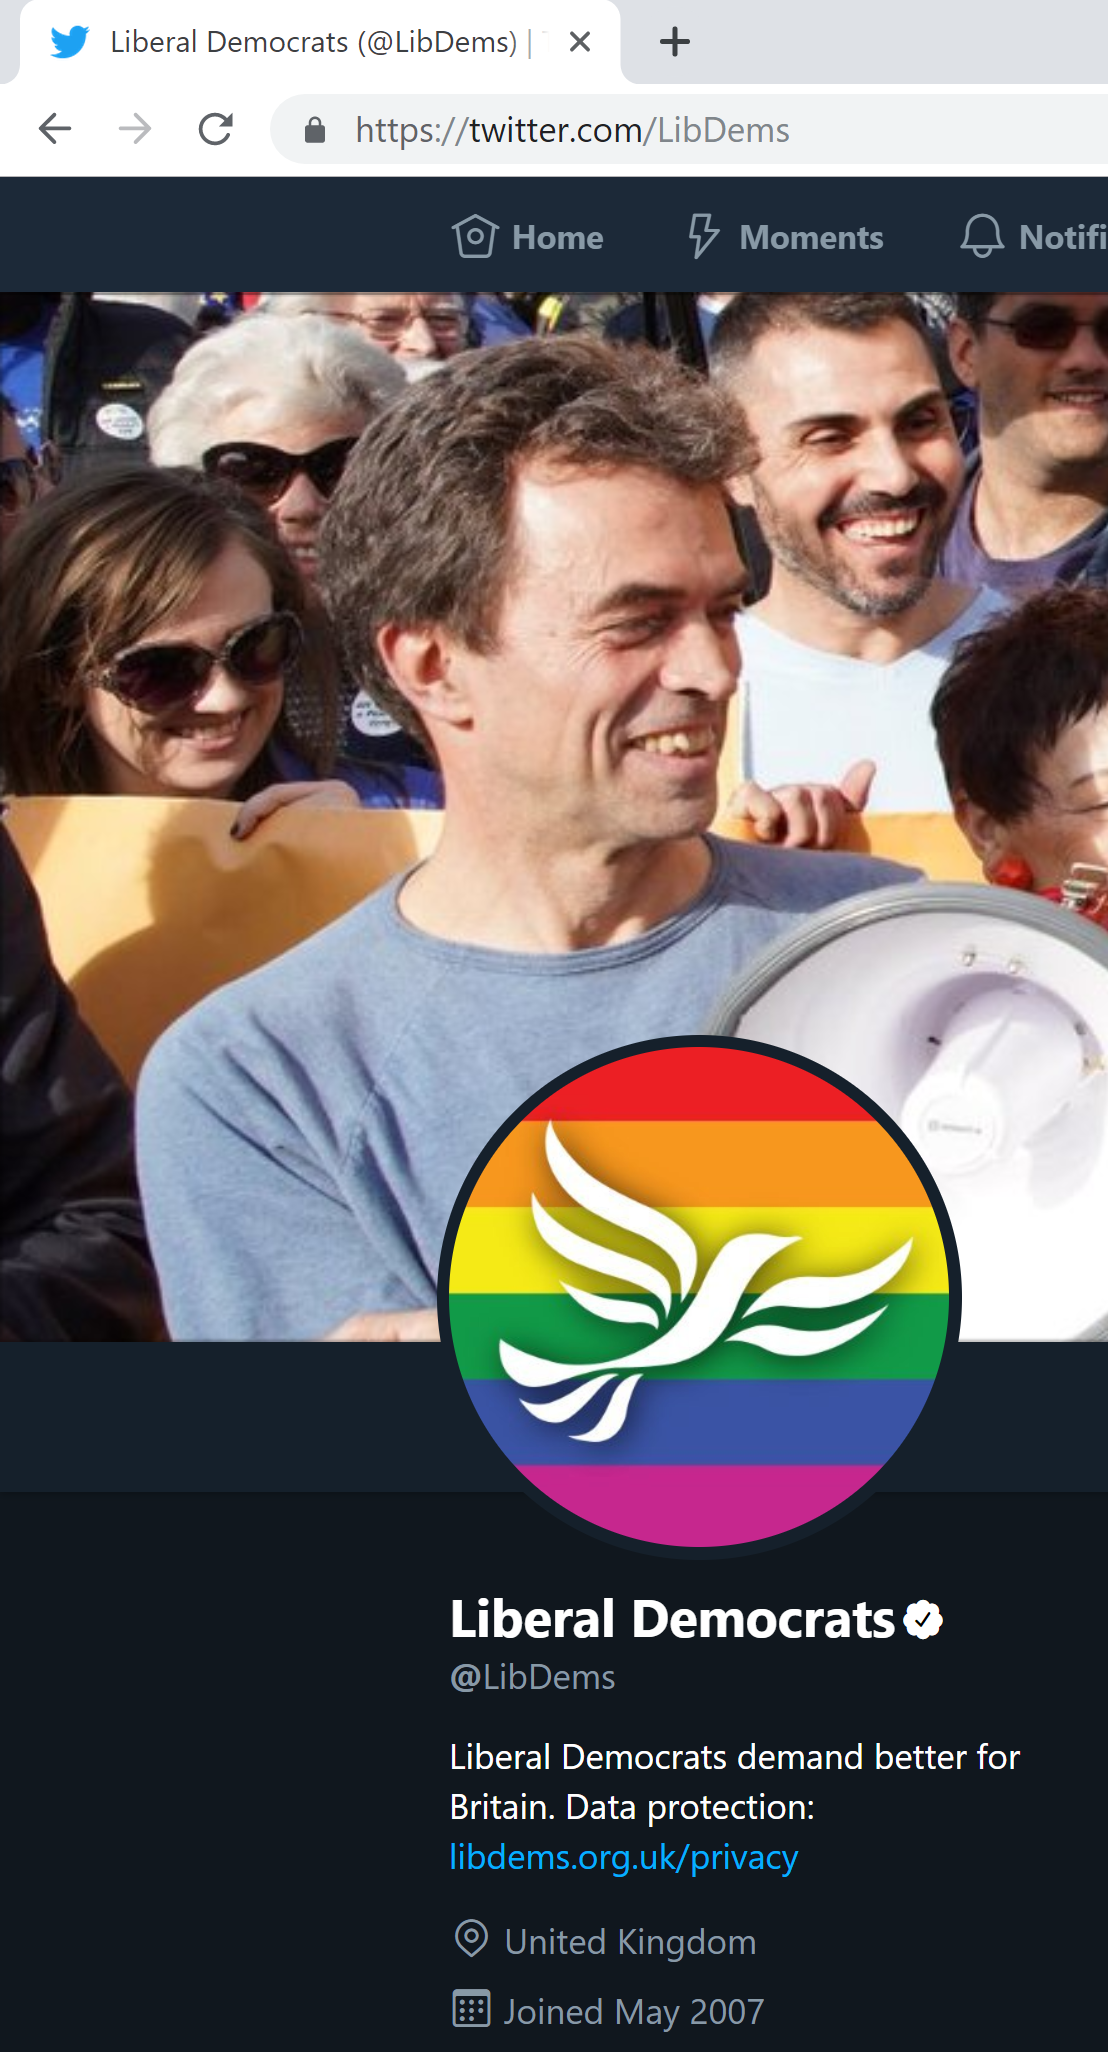 Liberal Democrats (@LibDems) |
https://twitter.com/LibDems
Home
Moments
Notifi
Liberal Democrats
@LibDems
Liberal Democrats demand better for
Britain. Data protection:
libdems.org.uk/privacy
United Kingdom
Joined May 2007